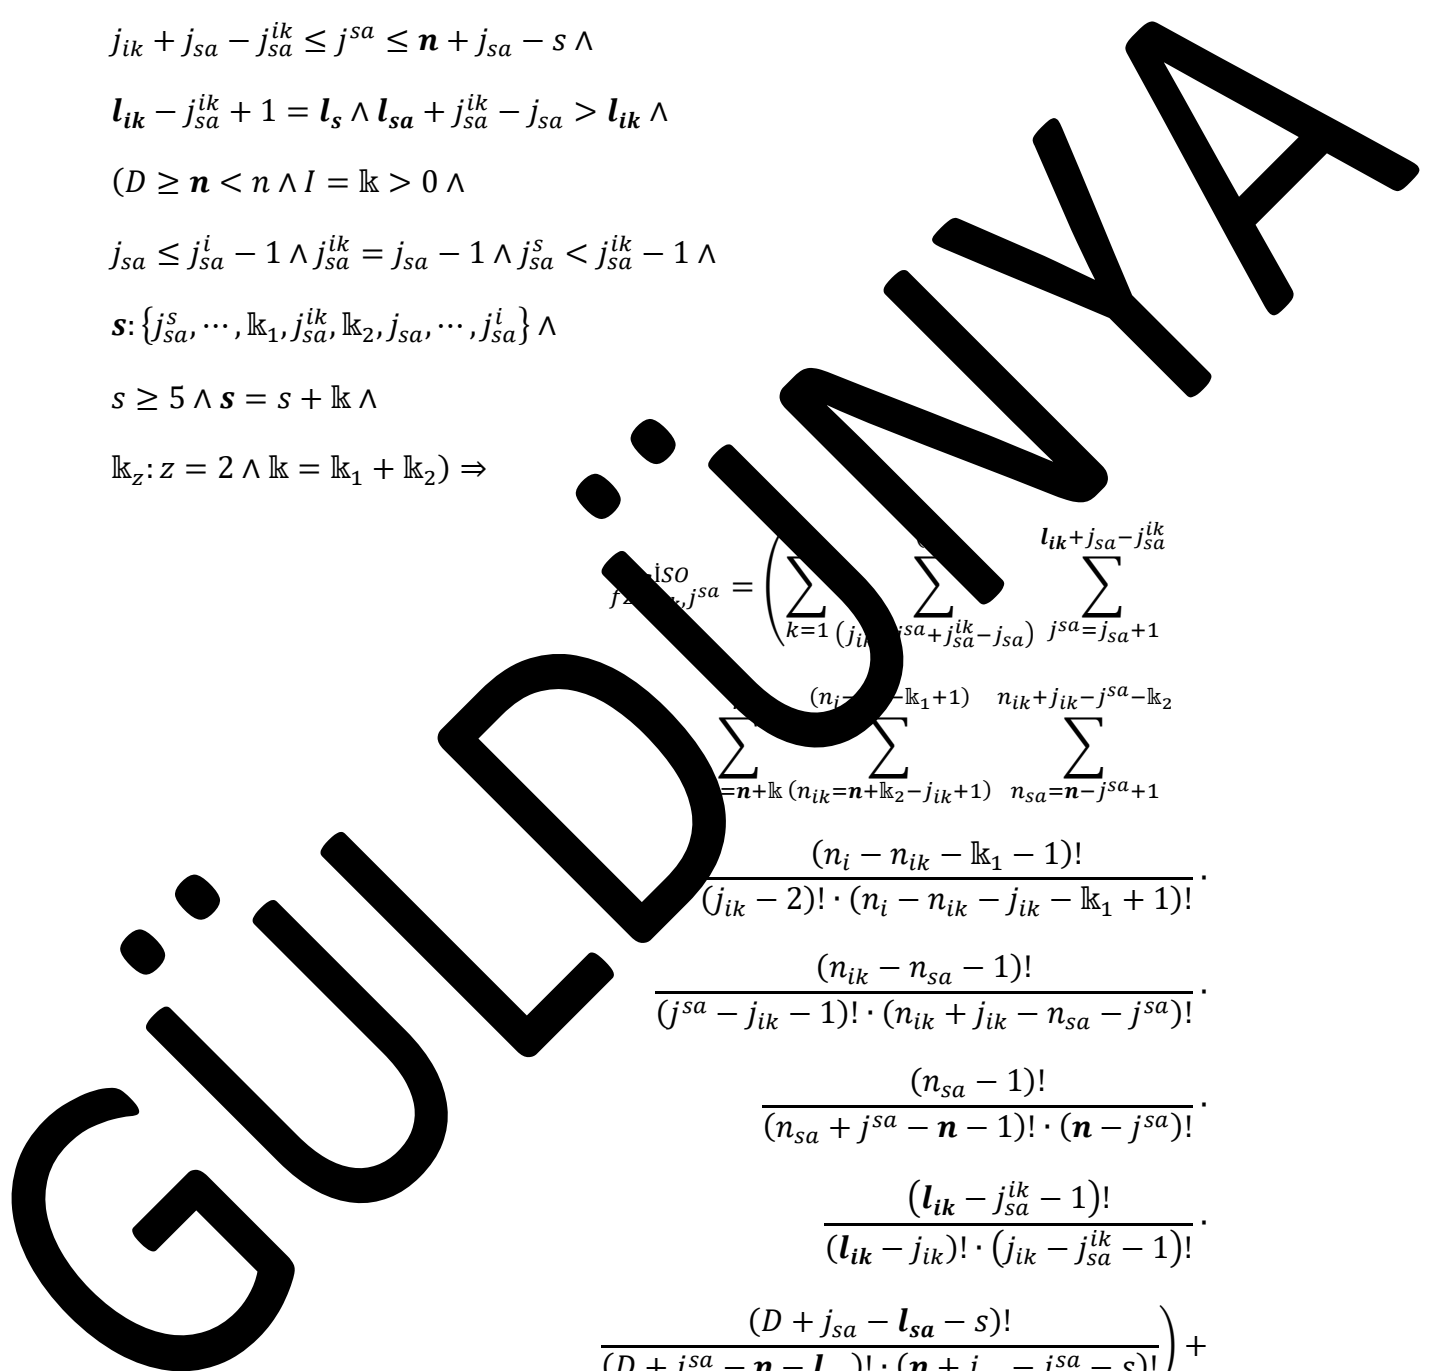 j_{ik} + j_{sa} − j_{sa}^{ik} ≤ j^{sa} ≤ n + j_{sa} − s ∧
l_{ik} − j_{sa}^{ik} + 1 = l_s ∧ l_{sa} + j_{sa}^{ik} − j_{sa} > l_{ik} ∧
(D ≥ n < n ∧ I = 𝕜 > 0 ∧
j_{sa} ≤ j_{sa}^{i} − 1 ∧ j_{sa}^{ik} = j_{sa} − 1 ∧ j_{sa}^{s} < j_{sa}^{ik} − 1 ∧
s: {j_{sa}^{s}, ⋯ , 𝕜_1, j_{sa}^{ik}, 𝕜_2, j_{sa}, ⋯ , j_{sa}^{i}} ∧
s ≥ 5 ∧ s = s + 𝕜 ∧
𝕜_z: z = 2 ∧ 𝕜 = 𝕜_1 + 𝕜_2) ⇒
l_{ik}+j_{sa}−j_{sa}^{ik}
İSO j^{sa} = ( ∑ ∑ ∑
k=1 j_{sa}^{ik}−j_{sa}) j^{sa}=j_{sa}+1
−𝕜_1+1) n_{ik}+j_{ik}−j^{sa}−𝕜_2
∑ ∑ ∑
=n+𝕜 (n_{ik}=n+𝕜_2−j_{ik}+1) n_{sa}=n−j^{sa}+1
(n_i − n_{ik} − 𝕜_1 − 1)!
(j_{ik} − 2)! · (n_i − n_{ik} − j_{ik} − 𝕜_1 + 1)! ·
(n_{ik} − n_{sa} − 1)!
(j^{sa} − j_{ik} − 1)! · (n_{ik} + j_{ik} − n_{sa} − j^{sa})! ·
(n_{sa} − 1)!
(n_{sa} + j^{sa} − n − 1)! · (n − j^{sa})! ·
(l_{ik} − j_{sa}^{ik} − 1)!
(l_{ik} − j_{ik})! · (j_{ik} − j_{sa}^{ik} − 1)! ·
(D + j_{sa} − l_{sa} − s)! ) +
GÜLDÜNYA